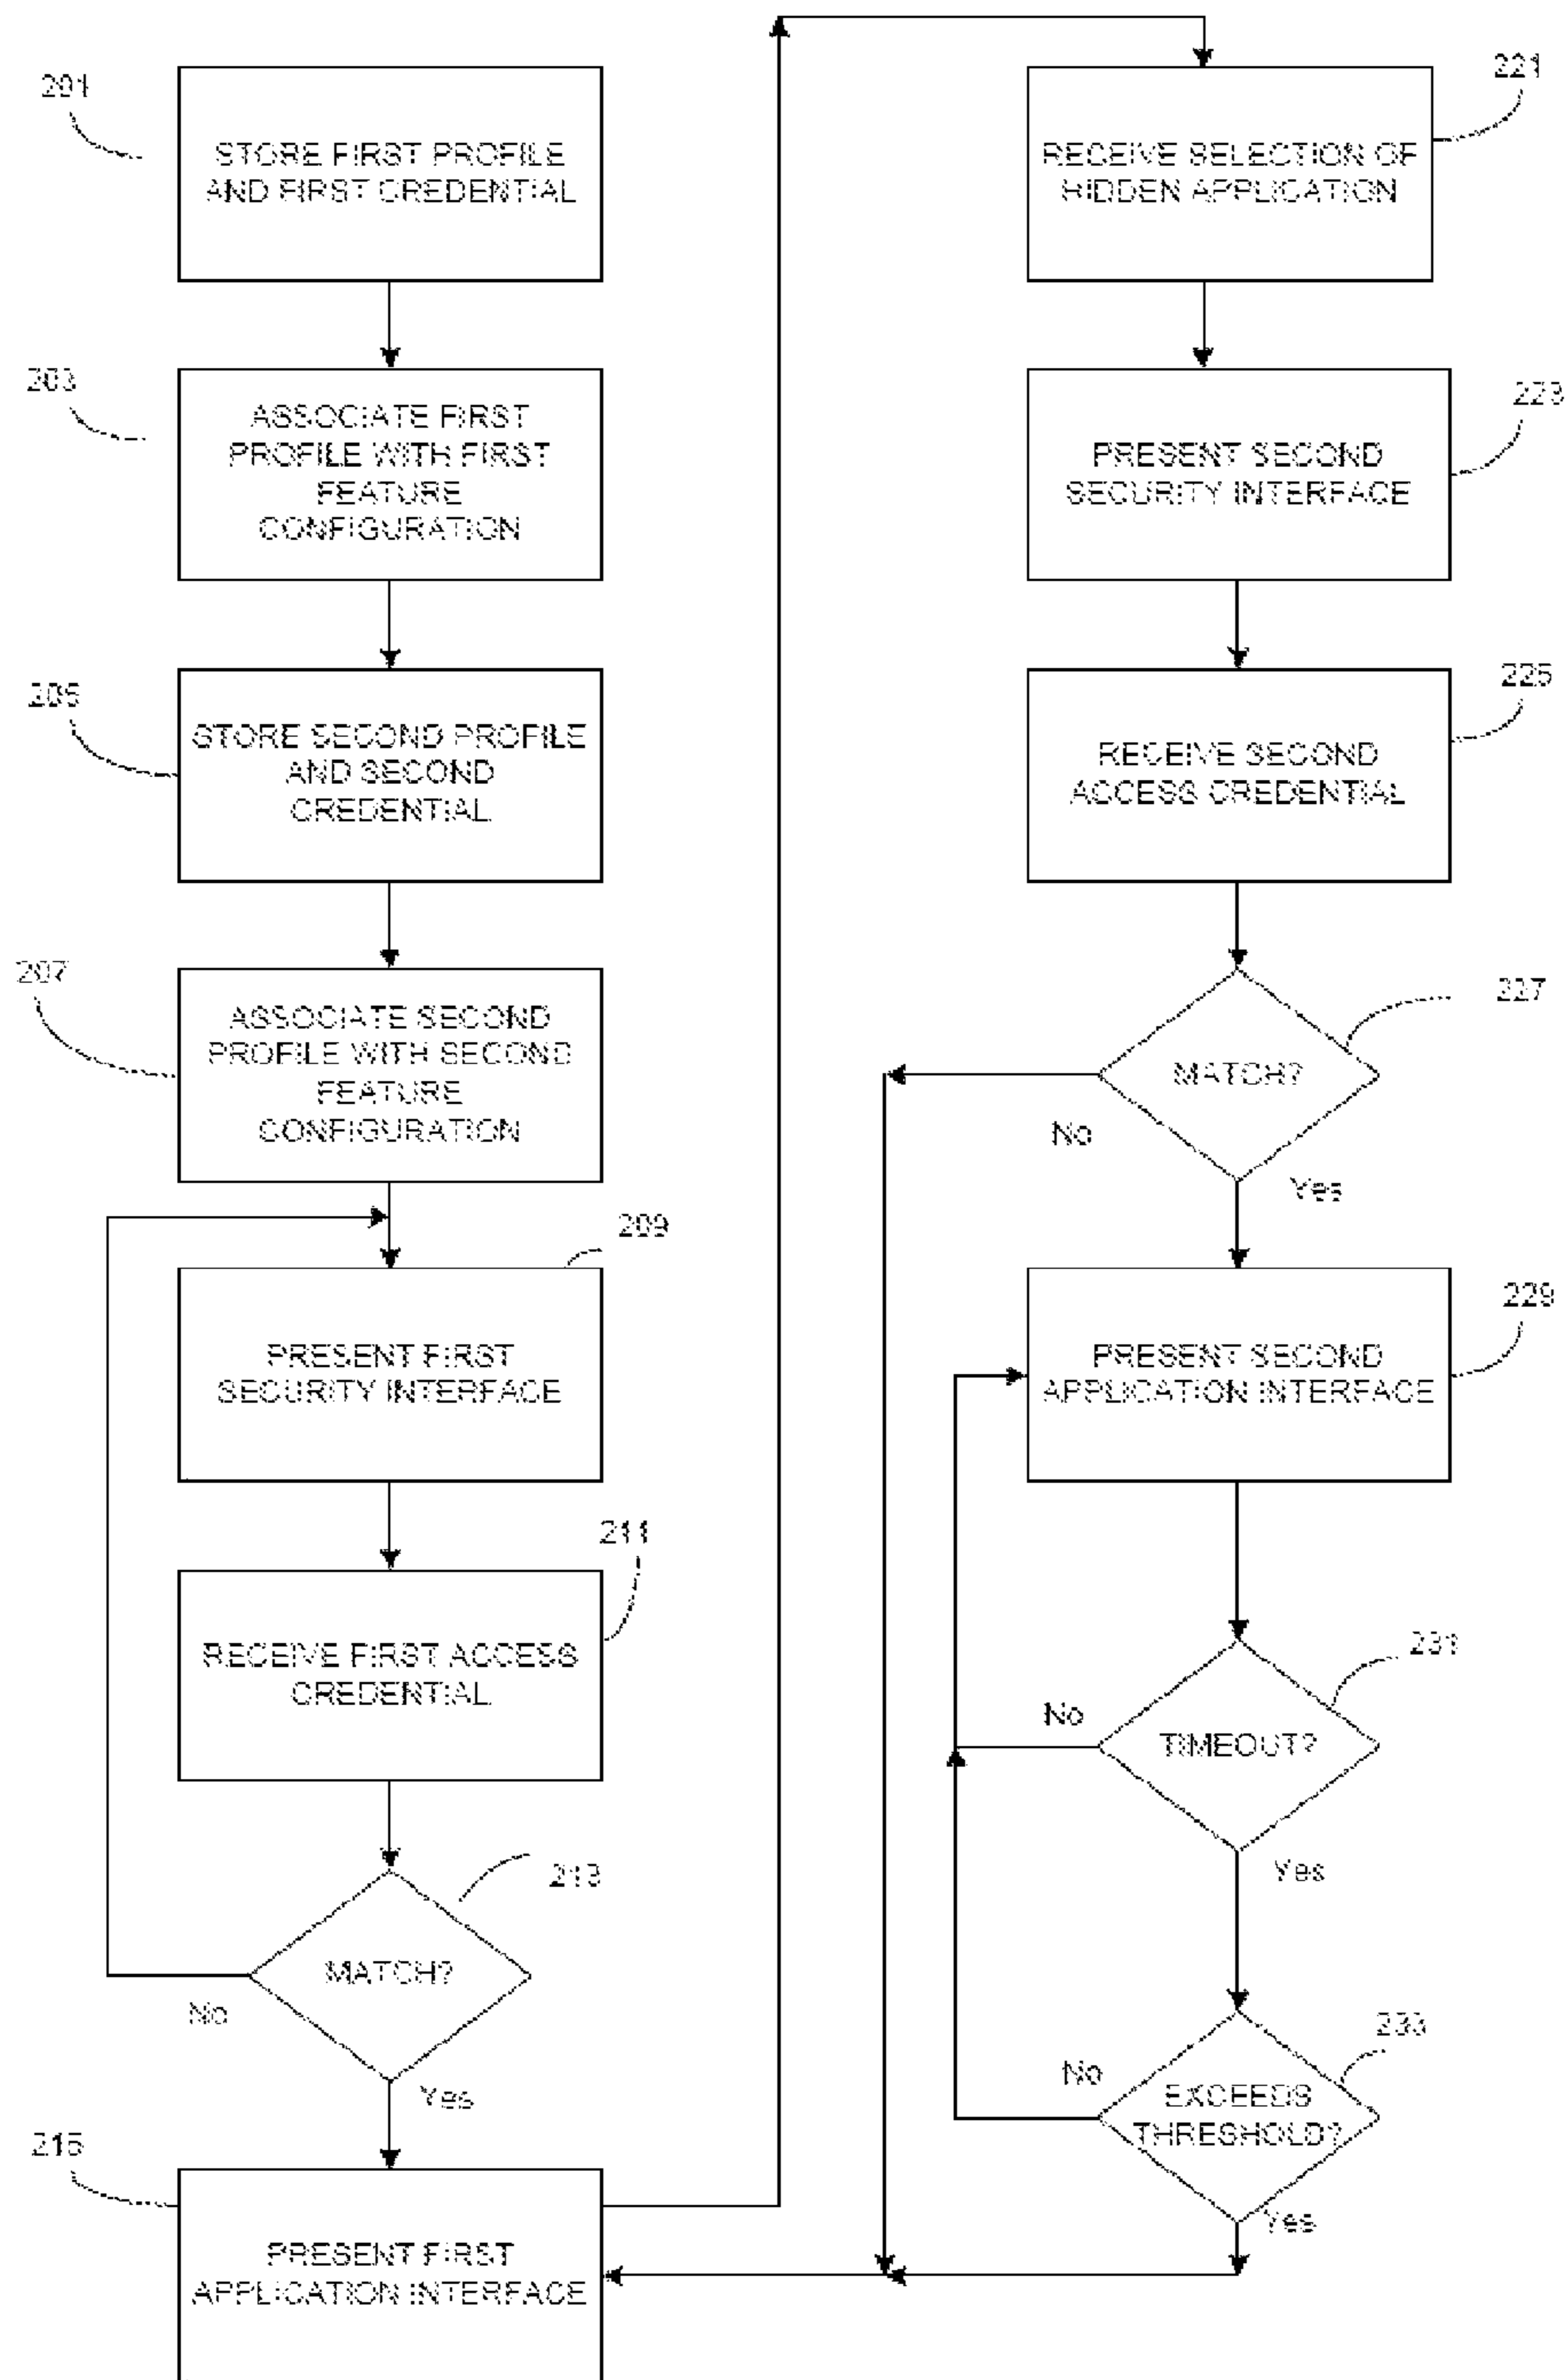 201
STORE FIRST PROFILE
AND FIRST CREDENTIAL
203
ASSOCIATE FIRST
PROFILE WITH FIRST
FEATURE
CONFIGURATION
205
STORE SECOND PROFILE
AND SECOND
CREDENTIAL
207
ASSOCIATE SECOND
PROFILE WITH SECOND
FEATURE
CONFIGURATION
209
PRESENT FIRST
SECURITY INTERFACE
211
RECEIVE FIRST ACCESS
CREDENTIAL
213
MATCH?
No
Yes
215
PRESENT FIRST
APPLICATION INTERFACE
221
RECEIVE SELECTION OF
HIDDEN APPLICATION
223
PRESENT SECOND
SECURITY INTERFACE
225
RECEIVE SECOND
ACCESS CREDENTIAL
227
MATCH?
No
Yes
229
PRESENT SECOND
APPLICATION INTERFACE
231
No
TIMEOUT?
Yes
233
No
EXCEEDS
THRESHOLD?
Yes